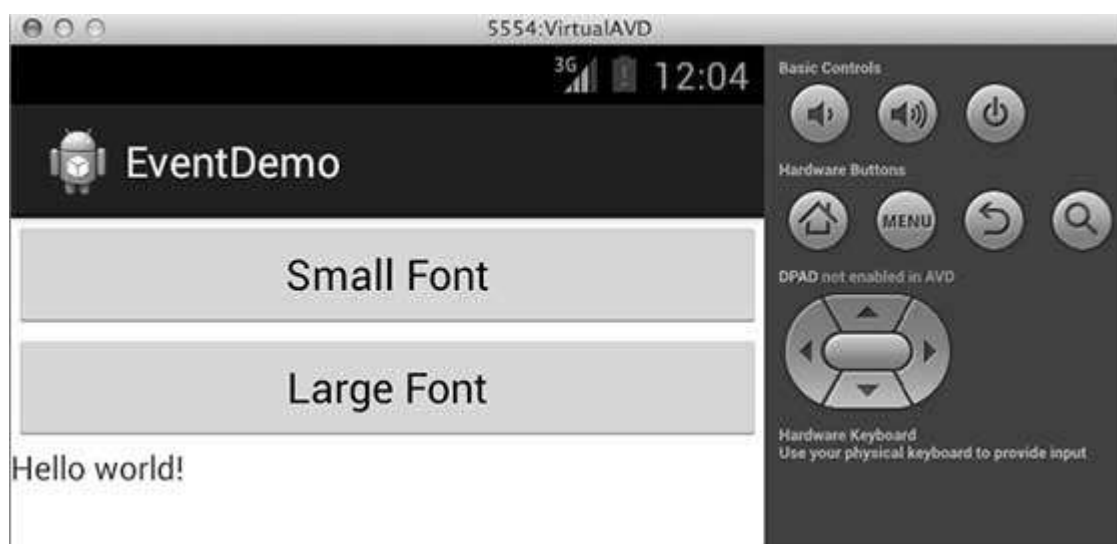 5554:VirtualAVD
3G 12:04
EventDemo
Small Font
Large Font
Hello world!
Basic Controls
Hardware Buttons
MENU
DPAD not enabled in AVD
Hardware Keyboard
Use your physical keyboard to provide input